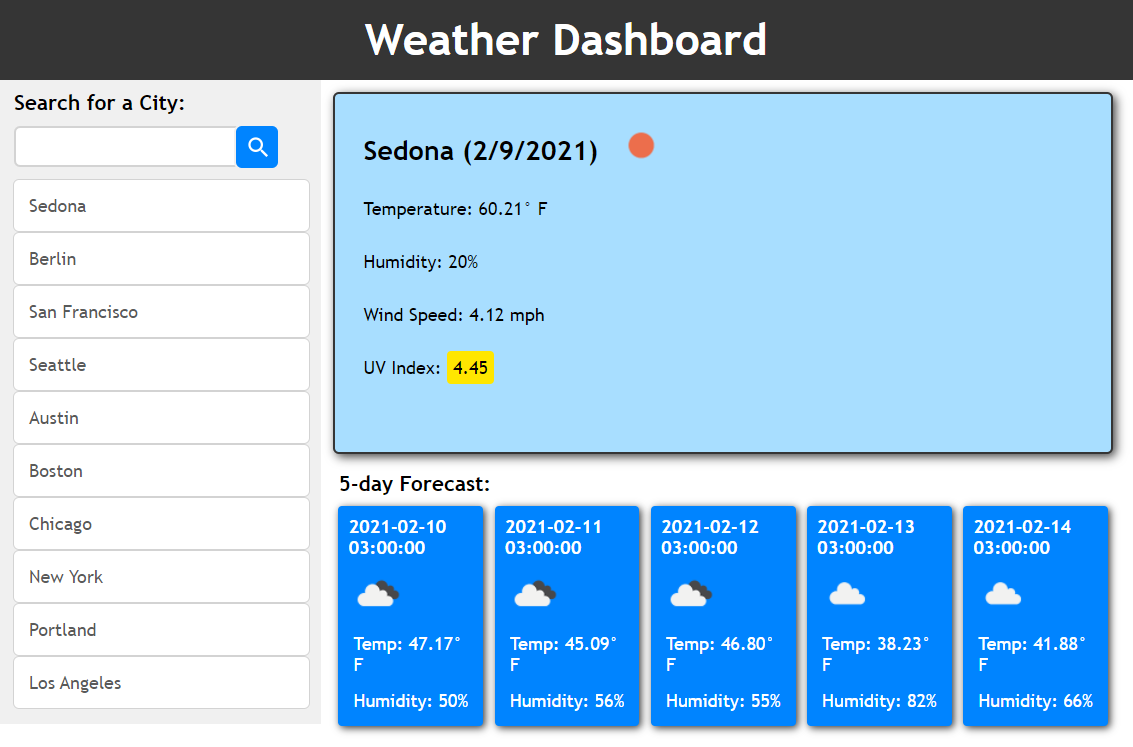 Weather Dashboard
Search for a City:
Sedona
Berlin
San Francisco
Seattle
Austin
Boston
Chicago
New York
Portland
Los Angeles
Sedona (2/9/2021)
Temperature: 60.21° F
Humidity: 20%
Wind Speed: 4.12 mph
UV Index: 4.45
5-day Forecast:
2021-02-10
03:00:00
Temp: 47.17°
F
Humidity: 50%
2021-02-11
03:00:00
Temp: 45.09°
F
Humidity: 56%
2021-02-12
03:00:00
Temp: 46.80°
F
Humidity: 55%
2021-02-13
03:00:00
Temp: 38.23°
F
Humidity: 82%
2021-02-14
03:00:00
Temp: 41.88°
F
Humidity: 66%